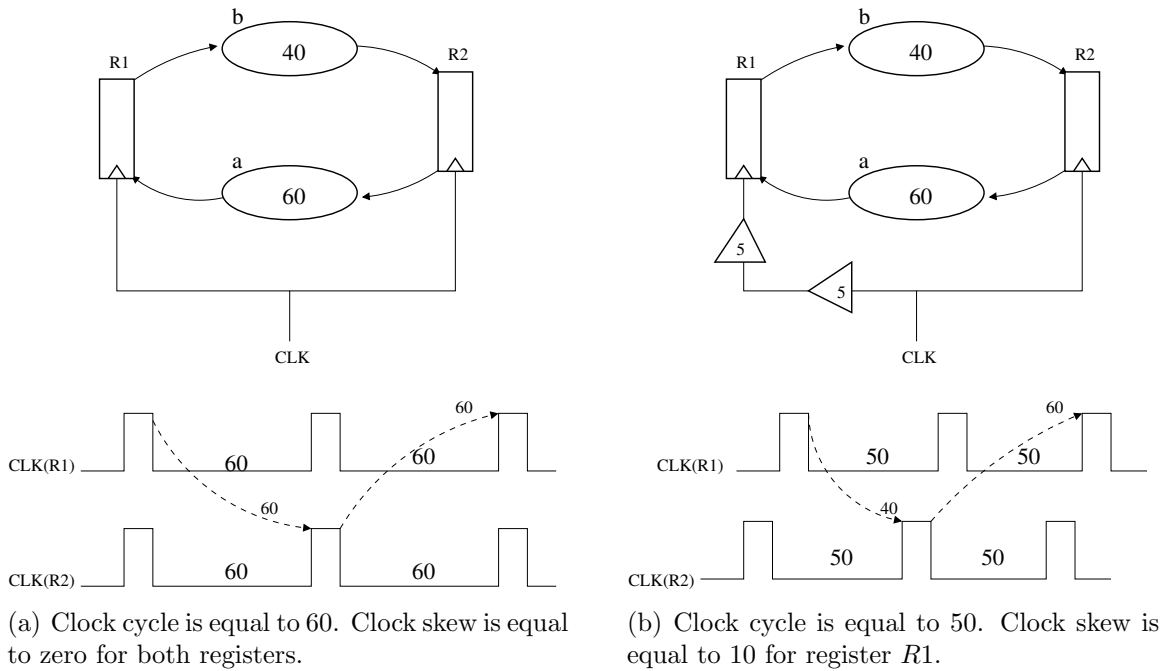 b
40
R1
R2
a
60
CLK
60
60
60
CLK(R1)
60
60
60
CLK(R2)
(a) Clock cycle is equal to 60. Clock skew is equal
to zero for both registers.
b
40
R1
R2
a
60
5
5
CLK
60
50
50
CLK(R1)
40
50
50
CLK(R2)
(b) Clock cycle is equal to 50. Clock skew is
equal to 10 for register R1.